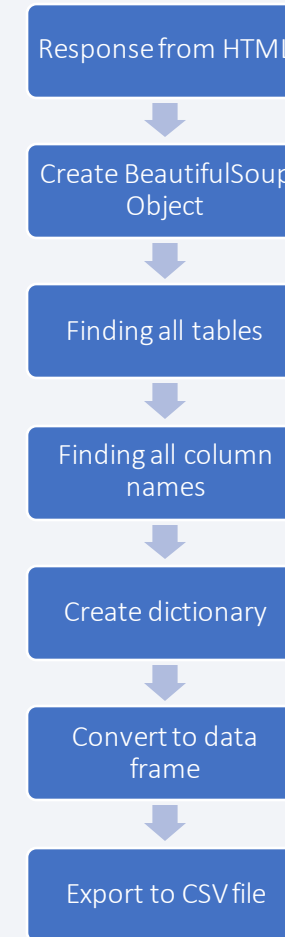 Response from HTML
Create BeautifulSoup
Object
Finding all tables
Finding all column
names
Create dictionary
Convert to data
frame
Export to CSV file